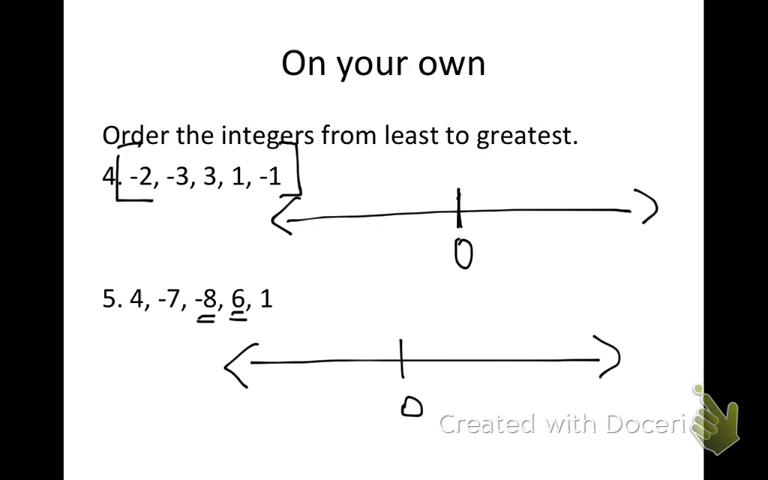 On your own
Order the integers from least to greatest.
4. -2, -3, 3, 1, -1
0
5. 4, -7, -8, 6, 1
0
Created with Doceri